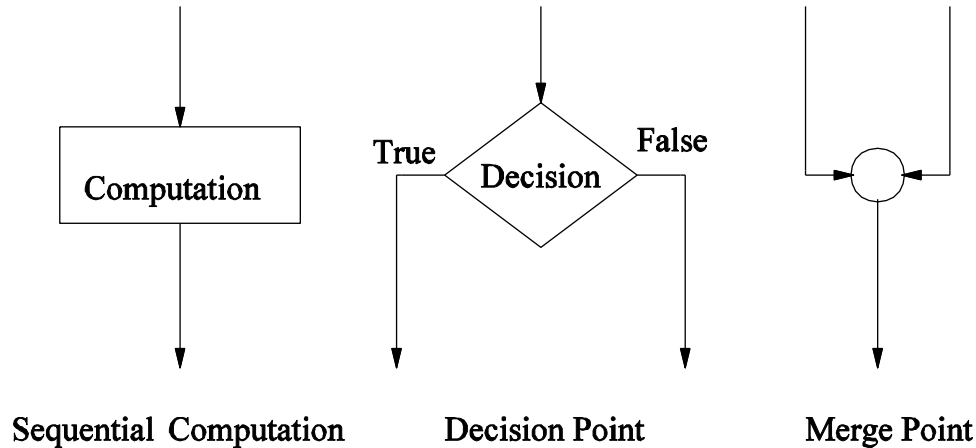 Computation
True
Decision
False
Sequential Computation
Decision Point
Merge Point